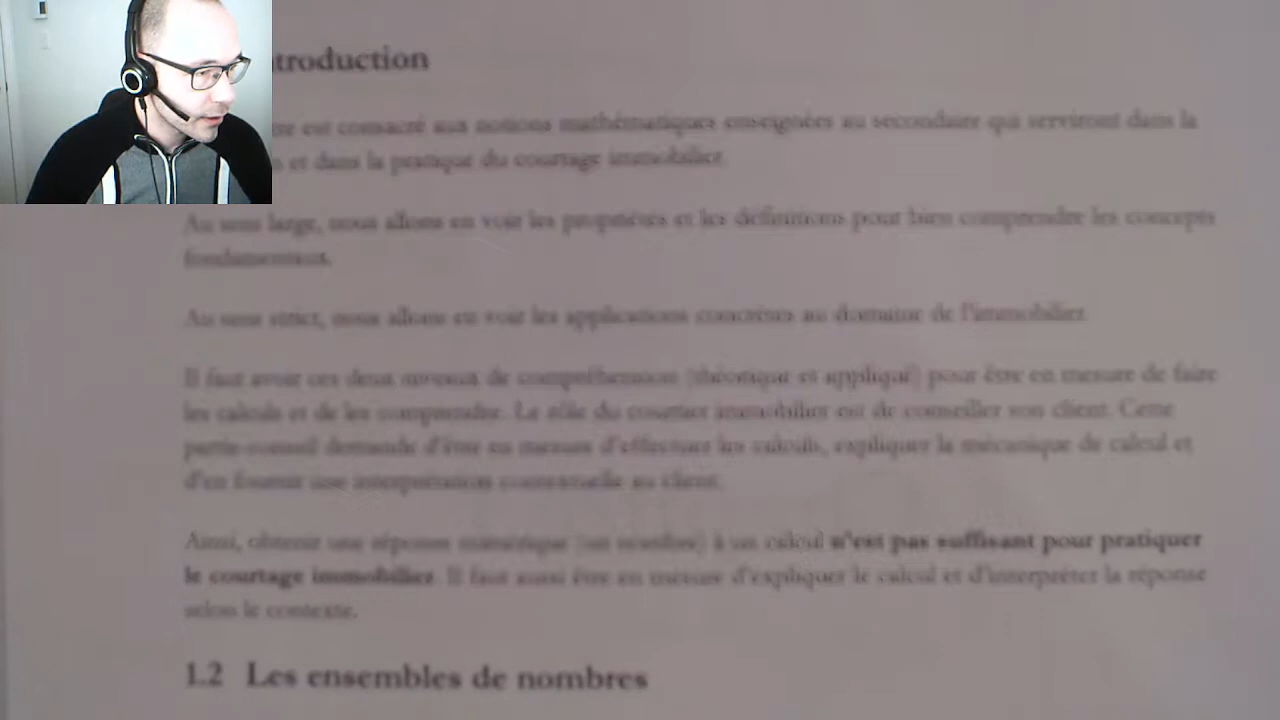 troduction
re est consacré aux notions mathématiques enseignées au secondaire qui serviront dans la
et dans la pratique du courtage immobilier.
Au sens large, nous allons en voir les propriétés et les définitions pour bien comprendre les concepts
fondamentaux.
Au sens strict, nous allons en voir les applications concrètes au domaine de l'immobilier.
Il faut avoir ces deux niveaux de compréhension (théorique et appliqué) pour être en mesure de faire
les calculs et de les comprendre. Le rôle du courtier immobilier est de conseiller son client. Cette
partie-conseil demande d'être en mesure d'effectuer les calculs, expliquer la mécanique de calcul et
d'en fournir une interprétation contextuelle au client.
Ainsi, obtenir une réponse numérique (un nombre) à un calcul n'est pas suffisant pour pratiquer
le courtage immobilier. Il faut aussi être en mesure d'expliquer le calcul et d'interpréter la réponse
selon le contexte.
1.2 Les ensembles de nombres